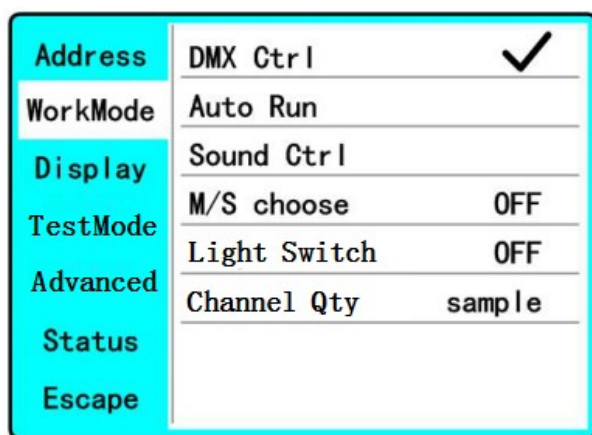 Address
WorkMode
Display
TestMode
Advanced
Status
Escape
DMX Ctrl
Auto Run
Sound Ctrl
M/S choose OFF
Light Switch OFF
Channel Qty sample